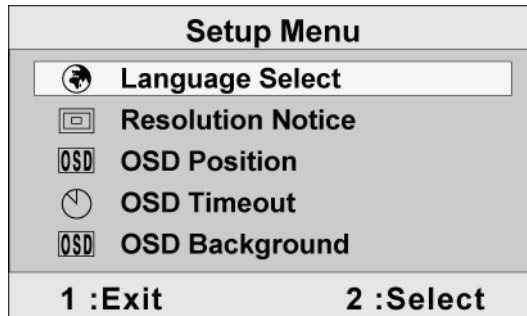 Setup Menu
Language Select
Resolution Notice
OSD OSD Position
OSD Timeout
OSD OSD Background
1 :Exit 2 :Select